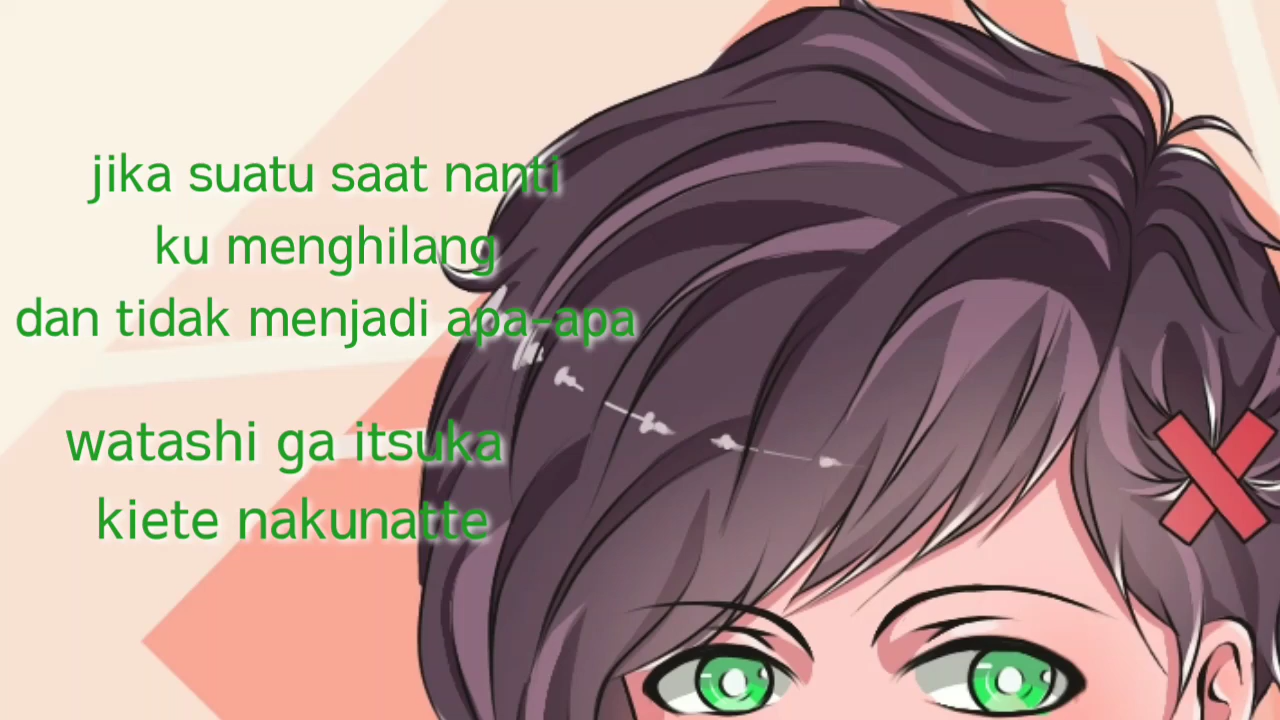 jika suatu saat nanti
ku menghilang
dan tidak menjadi apa-apa
watashi ga itsuka
kiete nakunatte